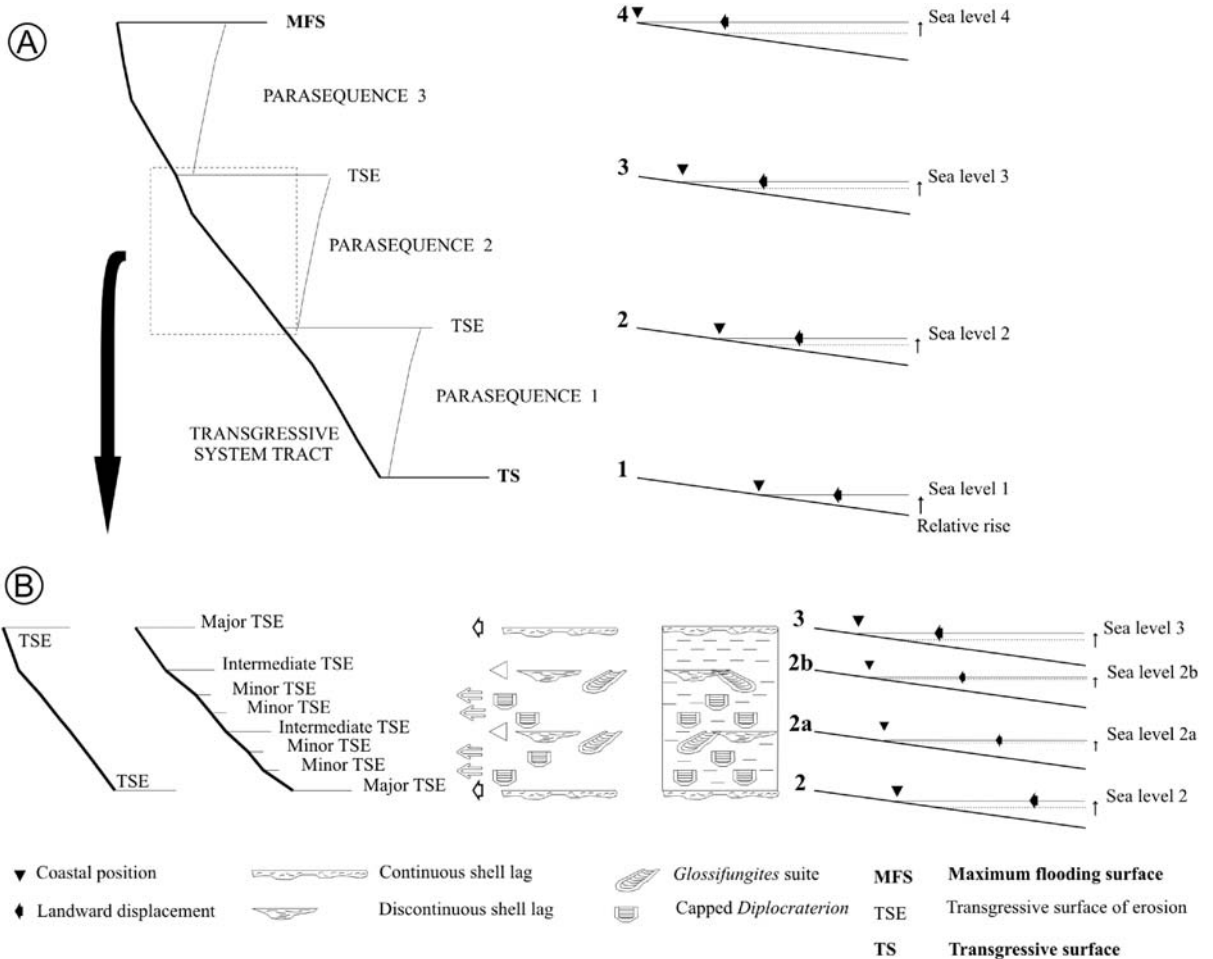 A
MFS
PARASEQUENCE 3
TSE
PARASEQUENCE 2
TSE
PARASEQUENCE 1
TRANSGRESSIVE
SYSTEM TRACT
TS
4
Sea level 4
3
Sea level 3
2
Sea level 2
1
Sea level 1
Relative rise
B
TSE
TSE
Major TSE
Intermediate TSE
Minor TSE
Minor TSE
Intermediate TSE
Minor TSE
Minor TSE
Major TSE
3
Sea level 3
2b
Sea level 2b
2a
Sea level 2a
2
Sea level 2
Coastal position
Continuous shell lag
Glossifungites suite
MFS Maximum flooding surface
Landward displacement
Discontinuous shell lag
Capped Diplocraterion
TSE Transgressive surface of erosion
TS Transgressive surface